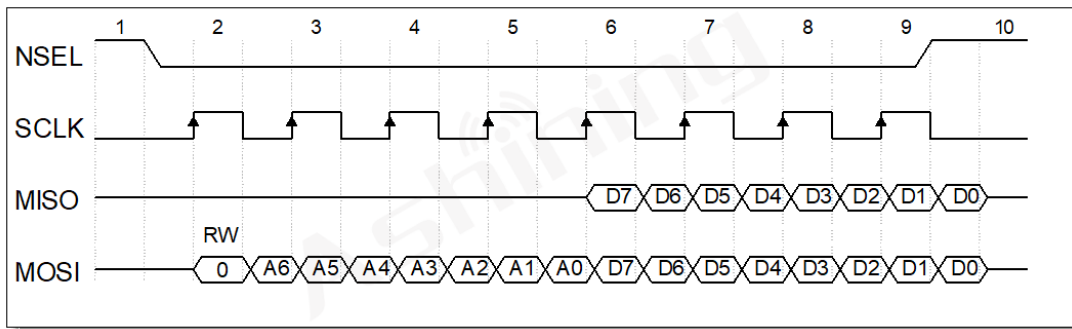 1 2 3 4 5 6 7 8 9 10
NSEL
SCLK
MISO D7 D6 D5 D4 D3 D2 D1 D0
RW
MOSI 0 A6 A5 A4 A3 A2 A1 A0 D7 D6 D5 D4 D3 D2 D1 D0
Ashining